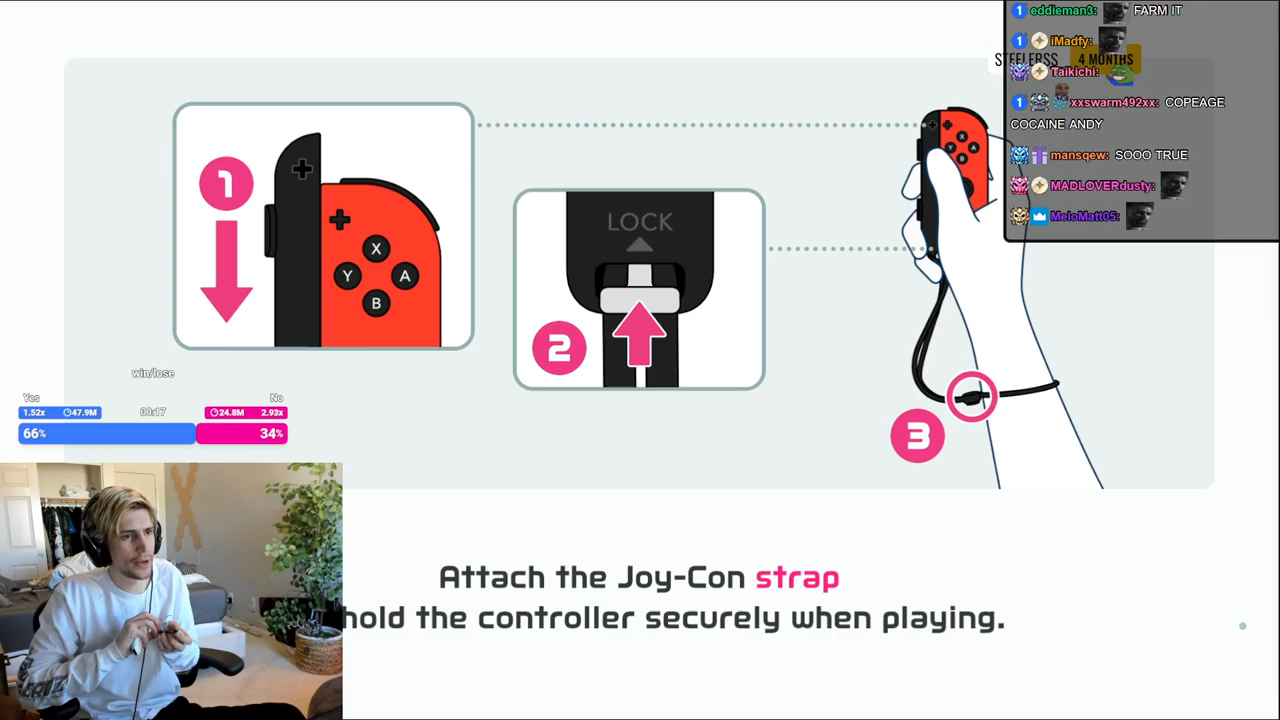 eddieman3: FARM IT
iMadfy:
STEELERSS 4 MONTHS
Taikichi:
xxswarm492xx: COPEAGE
COCAINE ANDY
mansqew: SOOO TRUE
MADLOVERdusty:
MeloMatt05:
1
X
Y A
B
LOCK
2
X
Y A
B
3
win/lose
Yes No
1.52x 47.9M 00:17 24.8M 2.93x
66% 34%
Attach the Joy-Con strap
hold the controller securely when playing.